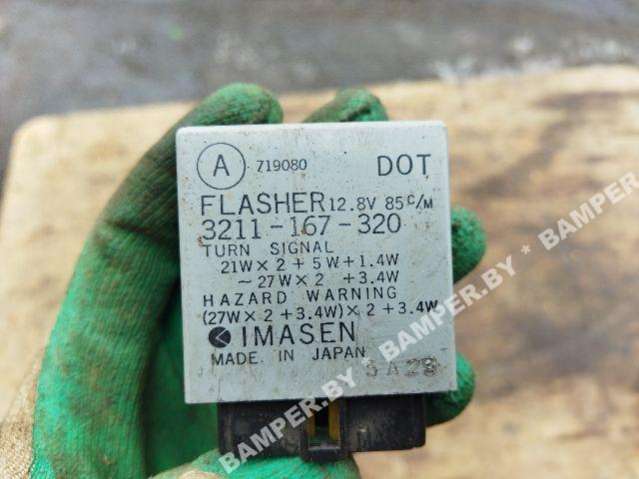 A 719080 DOT
FLASHER 12.8V 85 C/M
3211-167-320
TURN SIGNAL
21W × 2 + 5W + 1.4W
~ 27W × 2 + 3.4W
HAZARD WARNING
(27W × 2 + 3.4W) × 2 + 3.4W
IMASEN
MADE IN JAPAN
5A28
BAMPER.BY * BAMPER.BY * BAMPER.BY